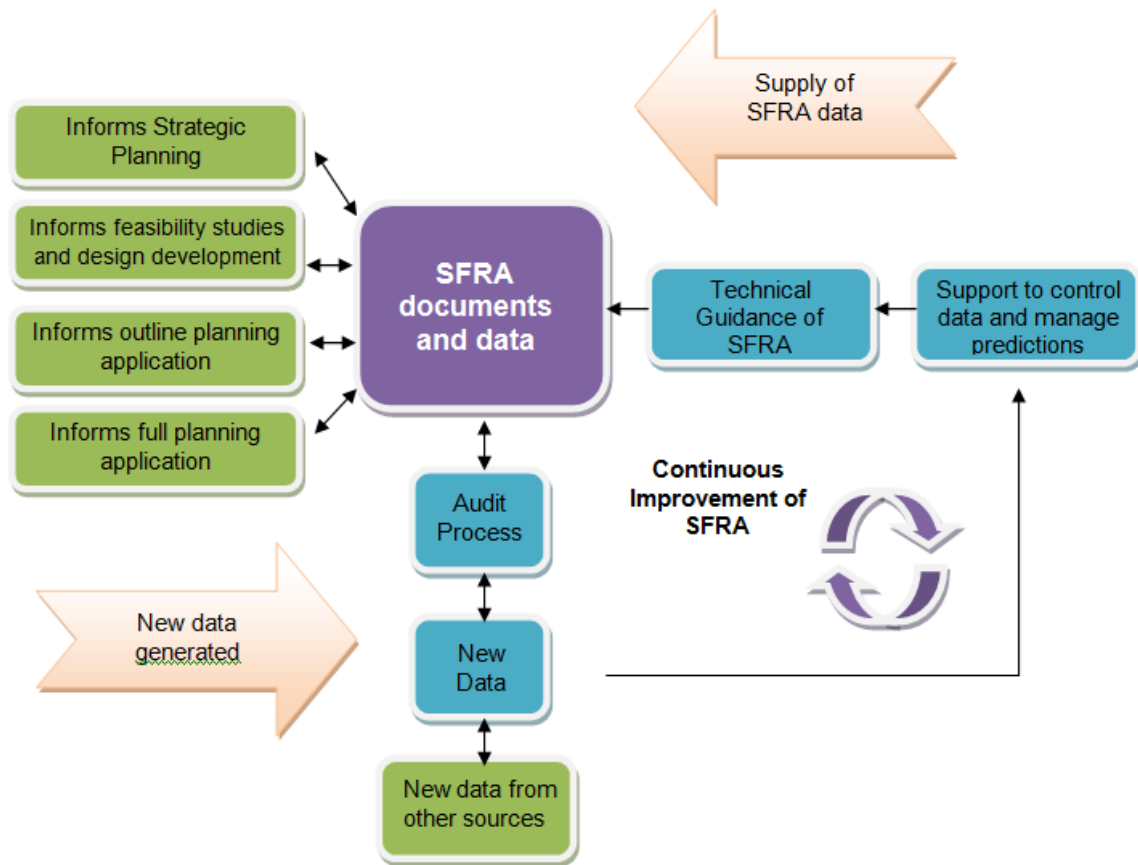 Supply of
SFRA data
Informs Strategic
Planning
Informs feasibility studies
and design development
Informs outline planning
application
Informs full planning
application
SFRA
documents
and data
Technical
Guidance of
SFRA
Support to control
data and manage
predictions
Continuous
Improvement of
SFRA
Audit
Process
New data
generated
New
Data
New data from
other sources